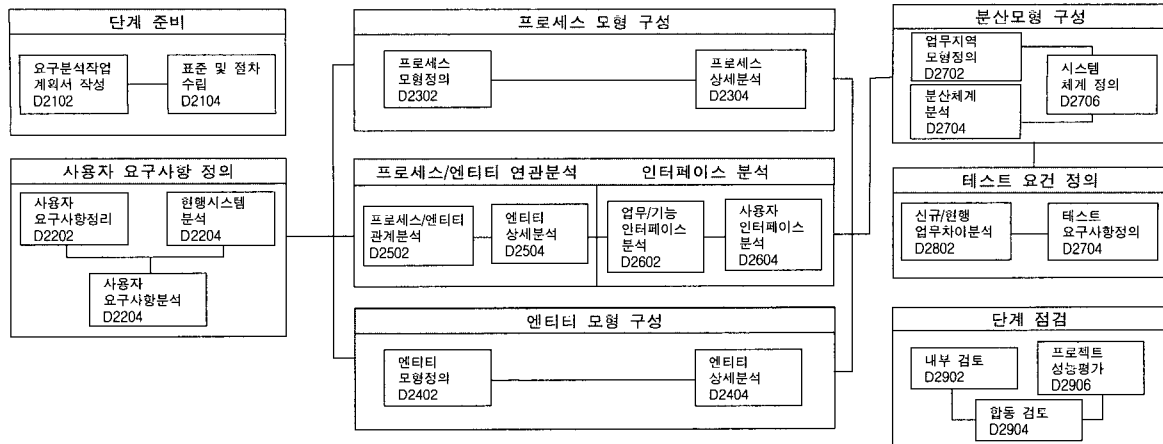 단계 준비
요구분석작업
계획서 작성
D2102
표준 및 절차
수립
D2104
사용자 요구사항 정의
사용자
요구사항정리
D2202
현행시스템
분석
D2204
사용자
요구사항분석
D2204
프로세스 모형 구성
프로세스
모형정의
D2302
프로세스
상세분석
D2304
프로세스/엔티티 연관분석
프로세스/엔티티
관계분석
D2502
엔티티
상세분석
D2504
인터페이스 분석
업무/기능
인터페이스
분석
D2602
사용자
인터페이스
분석
D2604
엔티티 모형 구성
엔티티
모형정의
D2402
엔티티
상세분석
D2404
분산모형 구성
업무지역
모형정의
D2702
분산체계
분석
D2704
시스템
체계 정의
D2706
테스트 요건 정의
신규/현행
업무차이분석
D2802
테스트
요구사항정의
D2704
단계 점검
내부 검토
D2902
프로젝트
성능평가
D2906
합동 검토
D2904